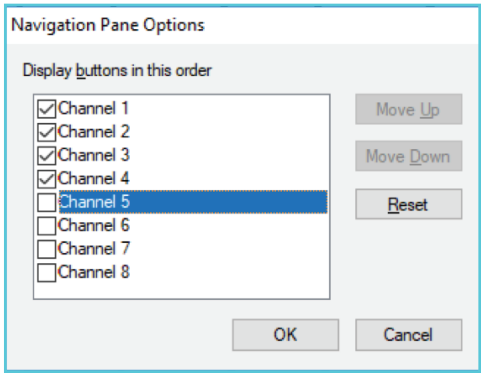 Navigation Pane Options
Display buttons in this order
Channel 1
Channel 2
Channel 3
Channel 4
Channel 5
Channel 6
Channel 7
Channel 8
Move Up
Move Down
Reset
OK
Cancel